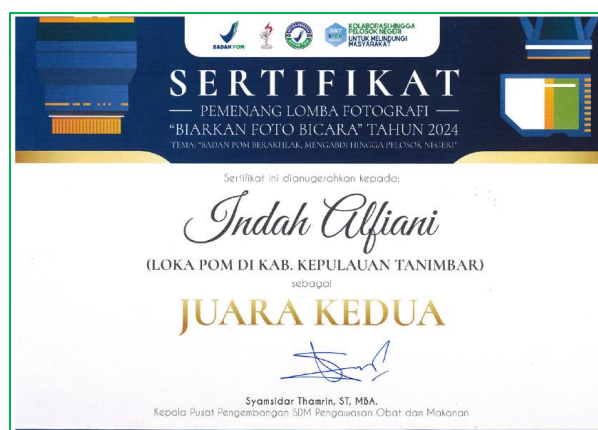 BADAN POM
KOLABORASI HINGGA
PELOSOK NEGERI
UNTUK MELINDUNGI
MASYARAKAT
SERTIFIKAT
PEMENANG LOMBA FOTOGRAFI
“BIARKAN FOTO BICARA” TAHUN 2024
TEMA: “BADAN POM BERAKHLAK, MENGABDI HINGGA PELOSOK NEGERI”
Sertifikat ini dianugerahkan kepada:
Indah Alfiani
(LOKA POM DI KAB. KEPULAUAN TANIMBAR)
sebagai
JUARA KEDUA
Syamsidar Thamrin, ST, MBA.
Kepala Pusat Pengembangan SDM Pengawasan Obat dan Makanan